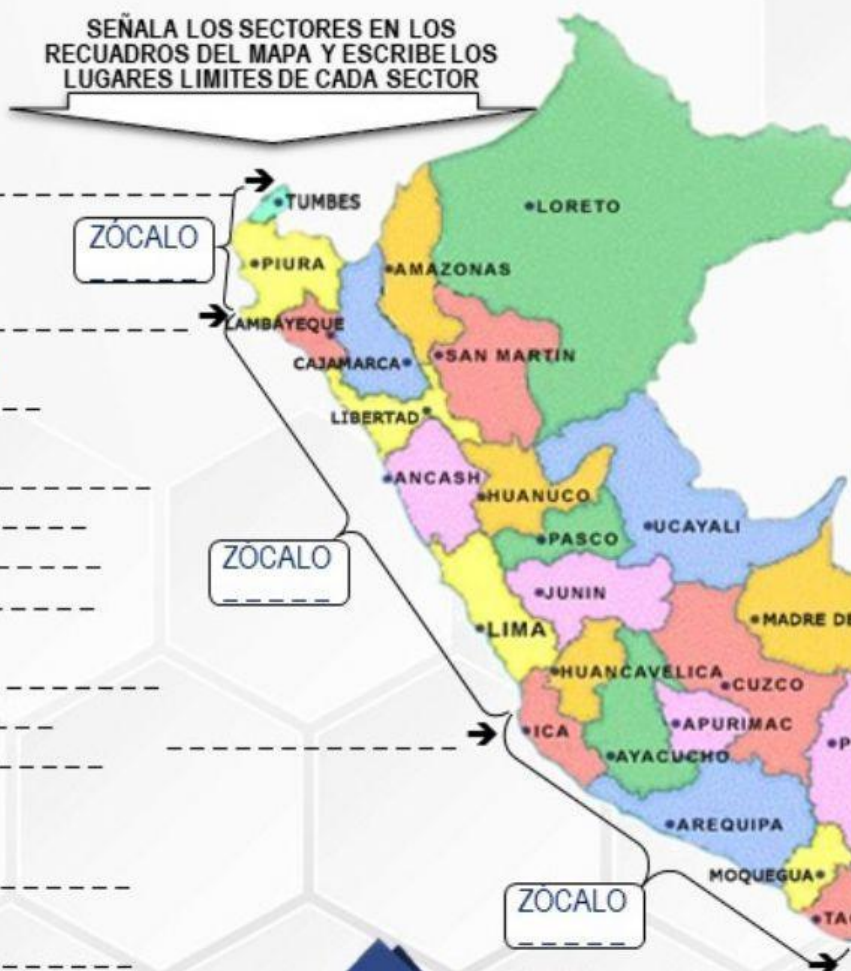 SEÑALA LOS SECTORES EN LOS
RECUADROS DEL MAPA Y ESCRIBE LOS
LUGARES LIMITES DE CADA SECTOR
TUMBES
LORETO
ZÓCALO
PIURA
AMAZONAS
LAMBAYEQUE
CAJAMARCA
SAN MARTIN
LIBERTAD
ANCASH
HUANUCO
UCAYALI
PASCO
ZÓCALO
JUNIN
MADRE DE
LIMA
HUANCAVELICA
CUZCO
ICA
APURIMAC
P
AYACUCHO
AREQUIPA
MOQUEGUA
ZÓCALO
TAC